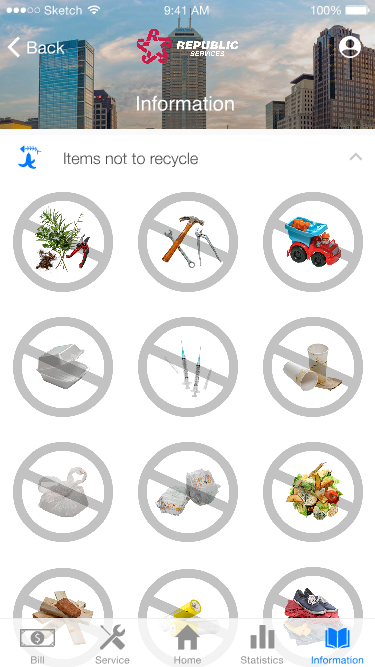 Sketch 9:41 AM 100%
Back REPUBLIC
SERVICES
Information
Items not to recycle
Bill Service Home Statistics Information